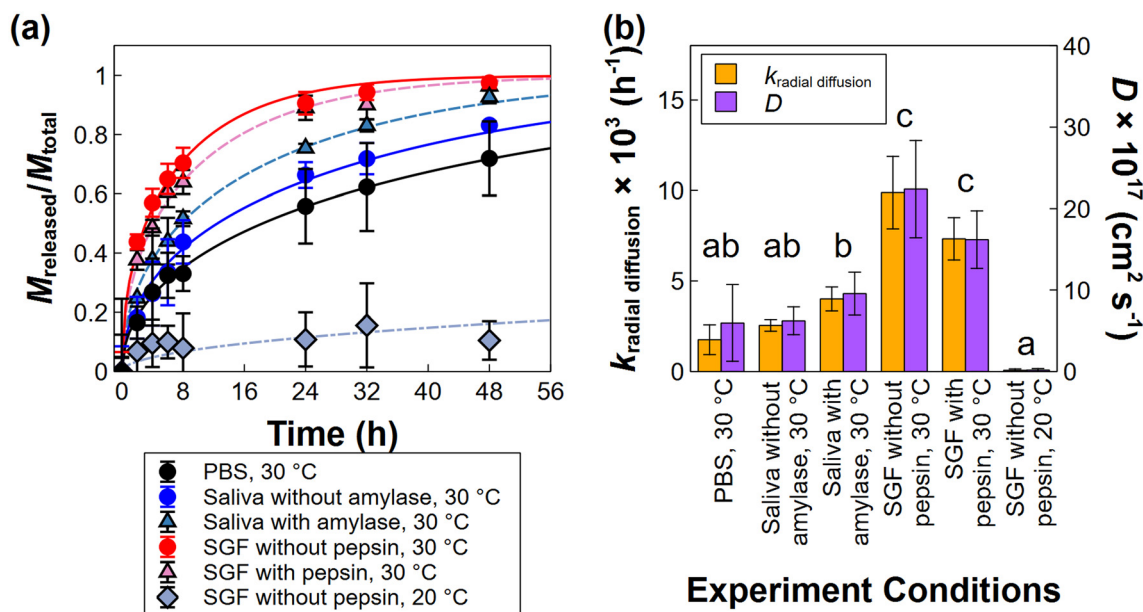 (a)
M released/M total
1
0.8
0.6
0.4
0.2
0
0 8 16 24 32 40 48 56
Time (h)
PBS, 30 °C
Saliva without amylase, 30 °C
Saliva with amylase, 30 °C
SGF without pepsin, 30 °C
SGF with pepsin, 30 °C
SGF without pepsin, 20 °C
(b)
k radial diffusion × 10³ (h⁻¹)
15
10
5
0
k radial diffusion
D
ab
ab
b
c
c
a
40
30
20
10
0
D × 10¹⁷ (cm² s⁻¹)
PBS, 30 °C
Saliva without
amylase, 30 °C
Saliva with
amylase, 30 °C
SGF without
pepsin, 30 °C
SGF with
pepsin, 30 °C
SGF without
pepsin, 20 °C
Experiment Conditions